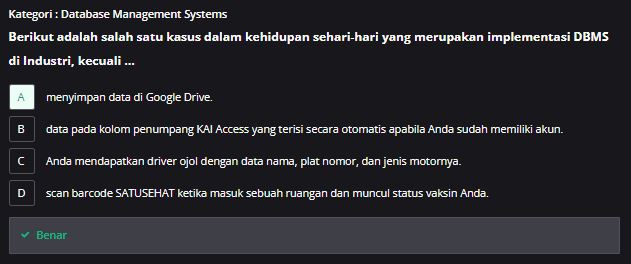 Kategori : Database Management Systems
Berikut adalah salah satu kasus dalam kehidupan sehari-hari yang merupakan implementasi DBMS
di Industri, kecuali ...
A menyimpan data di Google Drive.
B data pada kolom penumpang KAI Access yang terisi secara otomatis apabila Anda sudah memiliki akun.
C Anda mendapatkan driver ojol dengan data nama, plat nomor, dan jenis motornya.
D scan barcode SATUSEHAT ketika masuk sebuah ruangan dan muncul status vaksin Anda.
✓ Benar